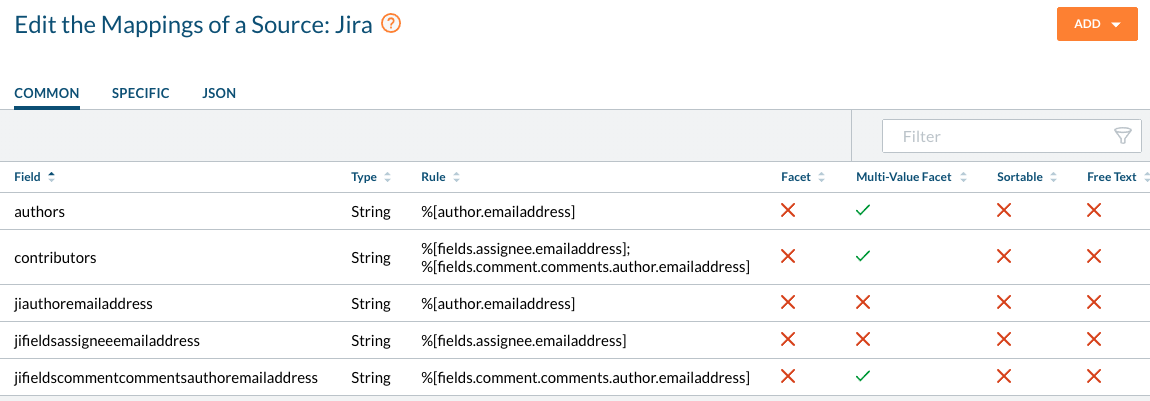 Edit the Mappings of a Source: Jira ?
ADD
COMMON SPECIFIC JSON
Filter
Field Type Rule Facet Multi-Value Facet Sortable Free Text
authors String %[author.emailaddress]
contributors String %[fields.assignee.emailaddress];
%[fields.comment.comments.author.emailaddress]
jiauthoremailaddress String %[author.emailaddress]
jifieldsassigneeemailaddress String %[fields.assignee.emailaddress]
jifieldscommentcommentsauthoremailaddress String %[fields.comment.comments.author.emailaddress]